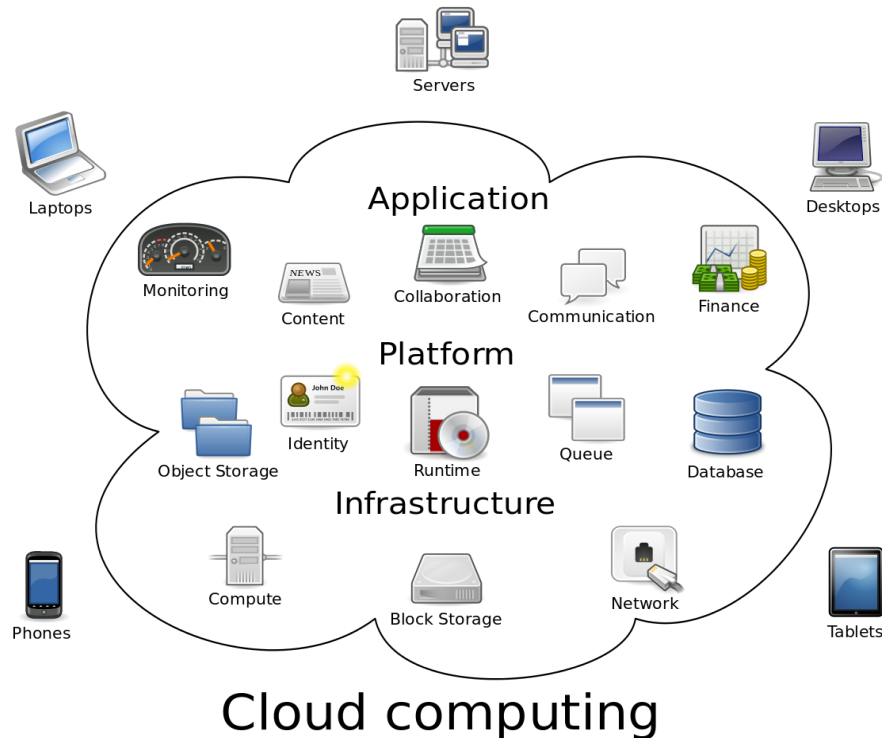 Servers
Laptops
Desktops
Application
Monitoring
NEWS
Content
Collaboration
Communication
Finance
Platform
Object Storage
John Doe
Identity
Runtime
Queue
Database
Infrastructure
Compute
Block Storage
Network
Phones
Tablets
Cloud computing